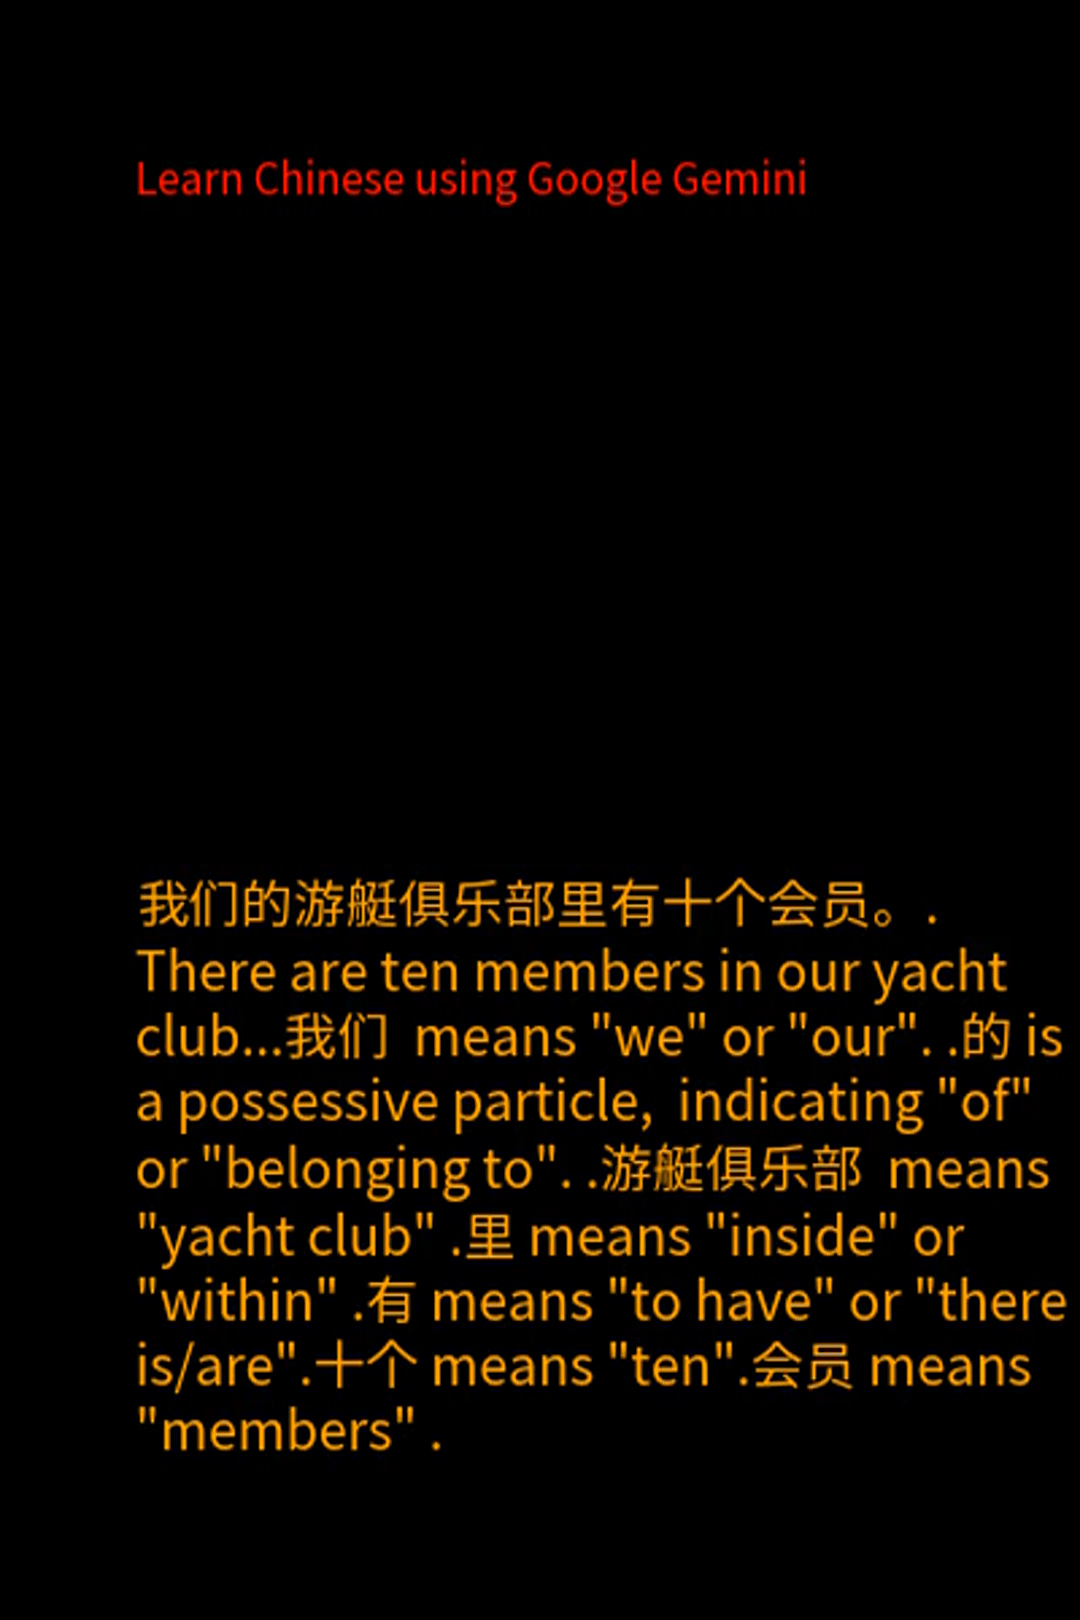 Learn Chinese using Google Gemini
我们的游艇俱乐部里有十个会员。.
There are ten members in our yacht
club...我们 means "we" or "our". .的 is
a possessive particle, indicating "of"
or "belonging to". .游艇俱乐部 means
"yacht club" .里 means "inside" or
"within" .有 means "to have" or "there
is/are".十个 means "ten".会员 means
"members" .